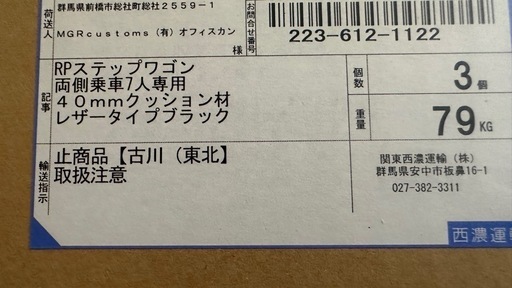 荷送人
群馬県前橋市総社町総社2559-1
MGRcustoms(有)オフィスカン
様
お問合せ番号
223-612-1122
記事
RPステップワゴン
両側乗車7人専用
40mmクッション材
レザータイプブラック
個数
3個
重量
79KG
輸送指示
止商品【古川(東北】
取扱注意
関東西濃運輸(株)
群馬県安中市板鼻16-1
027-382-3311
西濃運